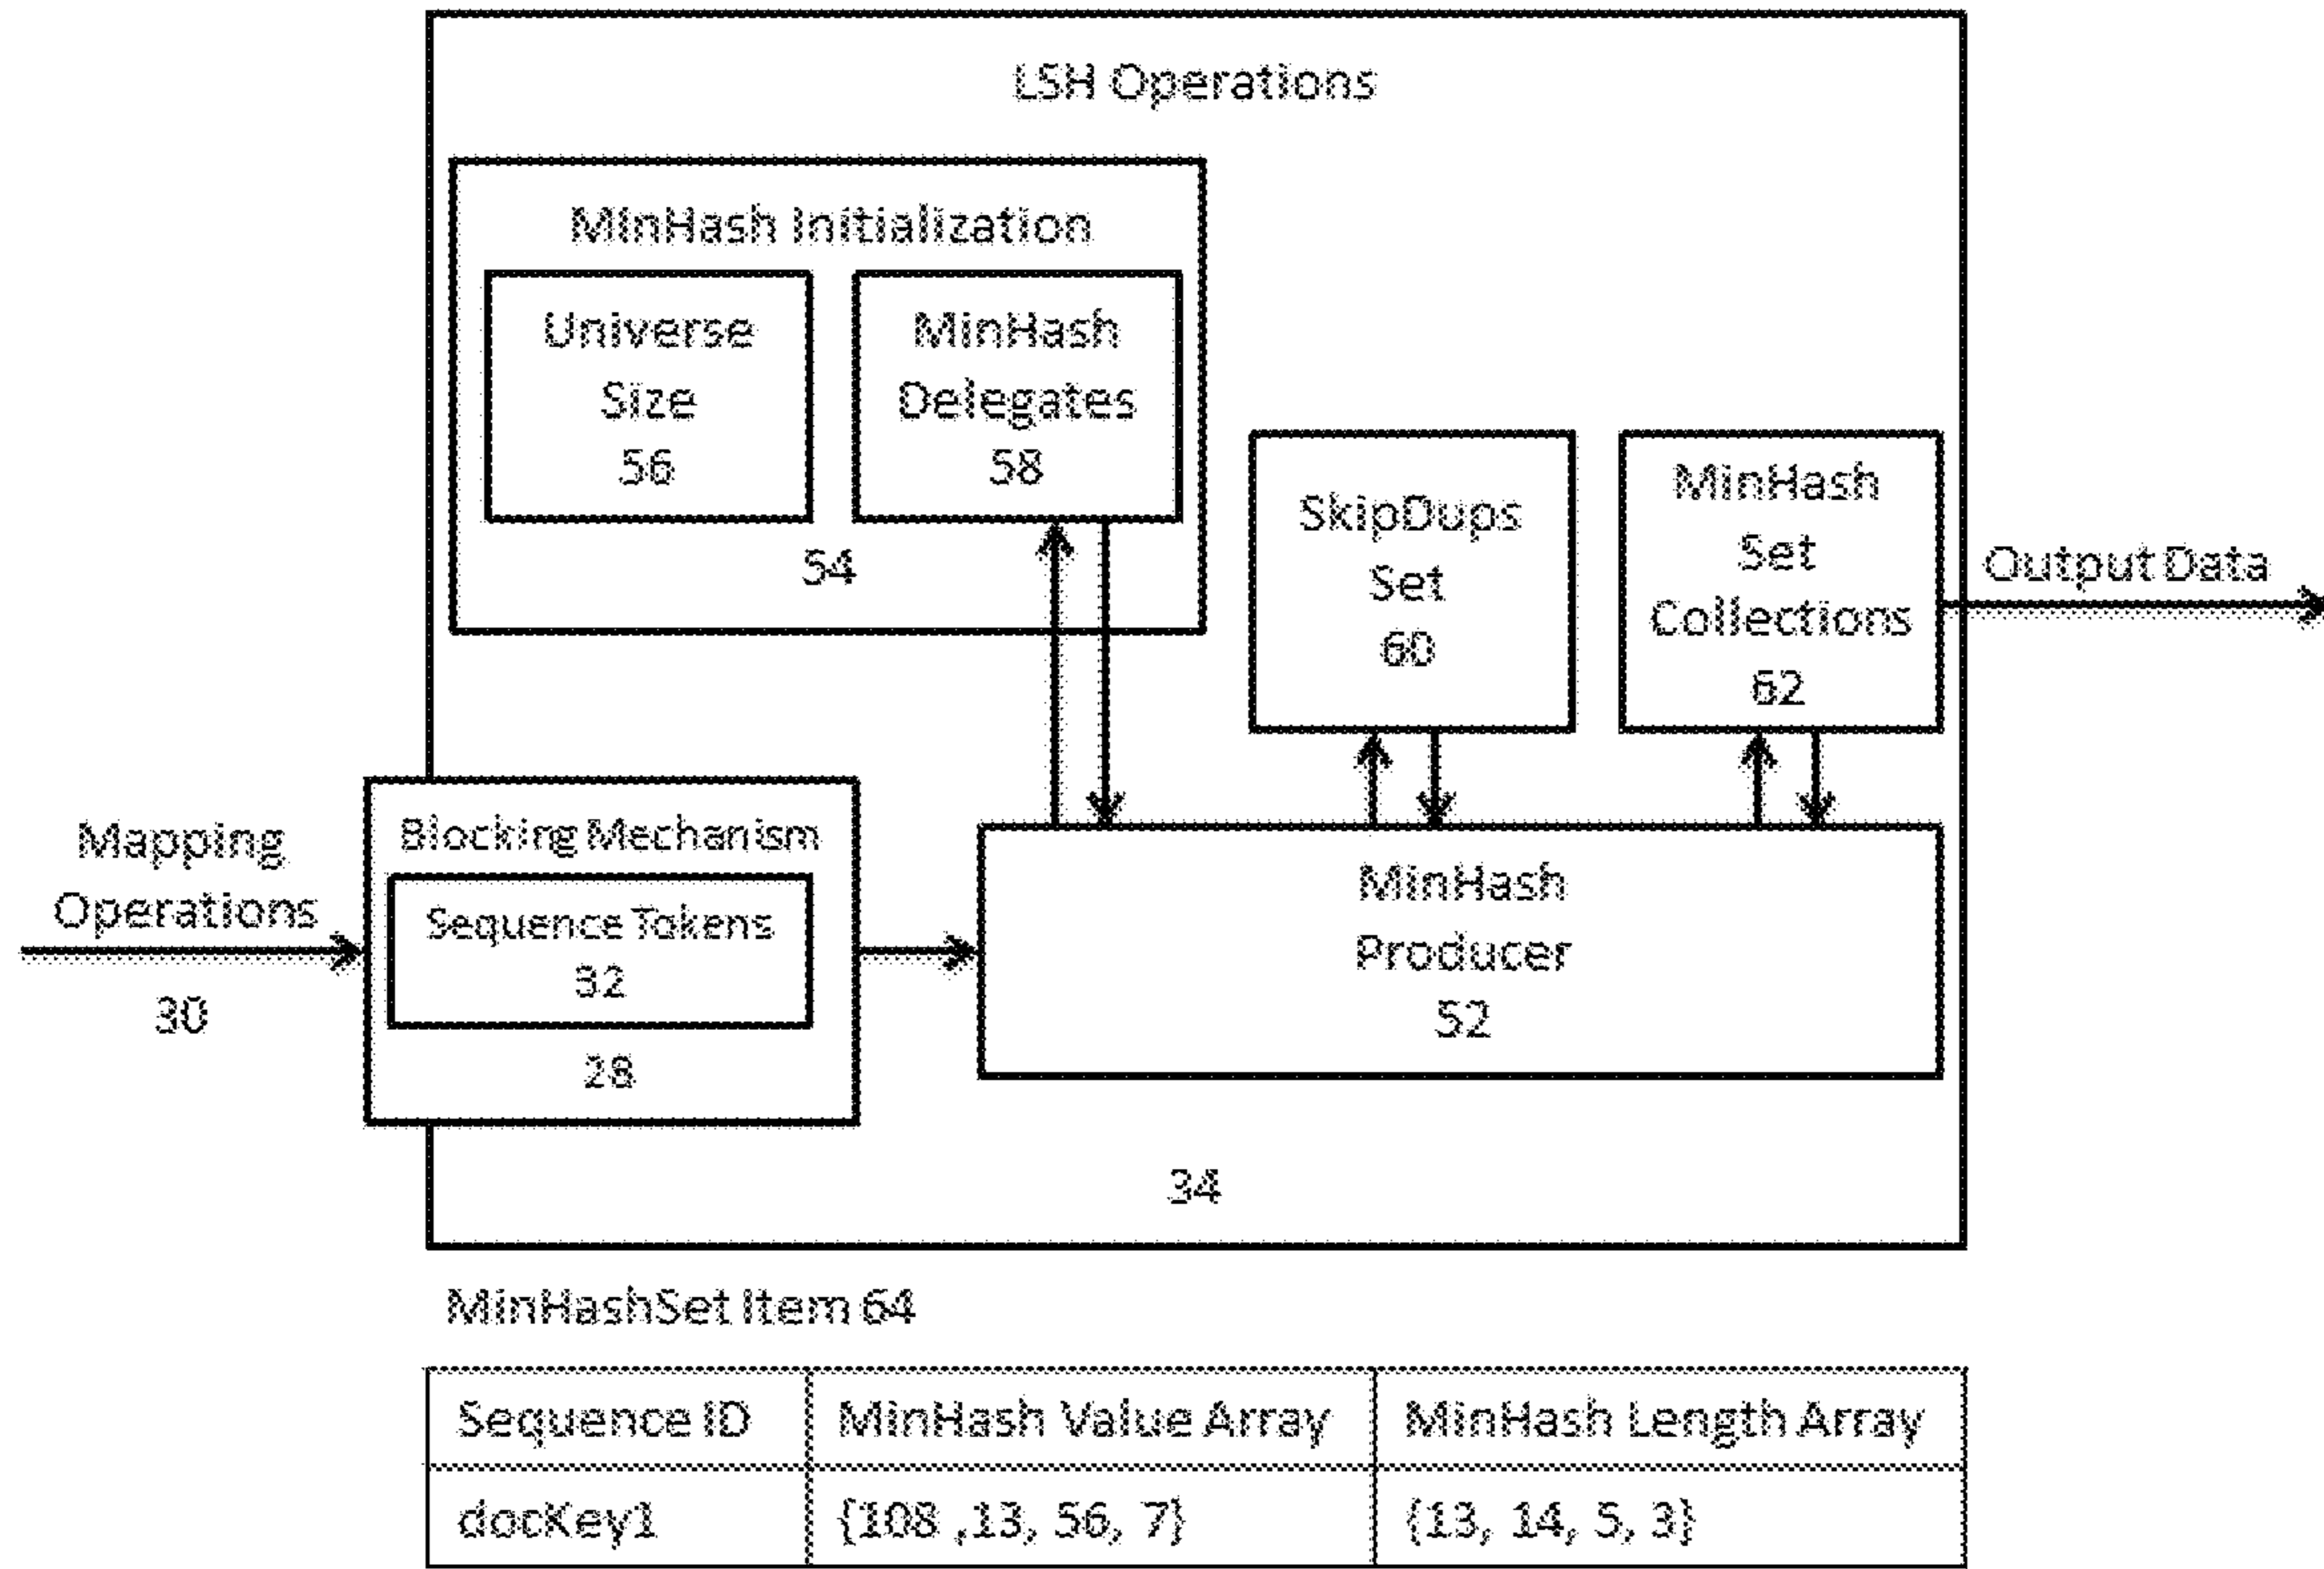 LSH Operations
MinHash Initialization
Universe
Size
56
MinHash
Delegates
58
54
SkipDups
Set
60
MinHash
Set
Collections
62
Output Data
Mapping
Operations
30
Blocking Mechanism
Sequence Tokens
32
28
MinHash
Producer
52
34
MinHashSet Item 64
Sequence ID MinHash Value Array MinHash Length Array
docKey1 {108 ,13, 56, 7} {13, 14, 5, 3}